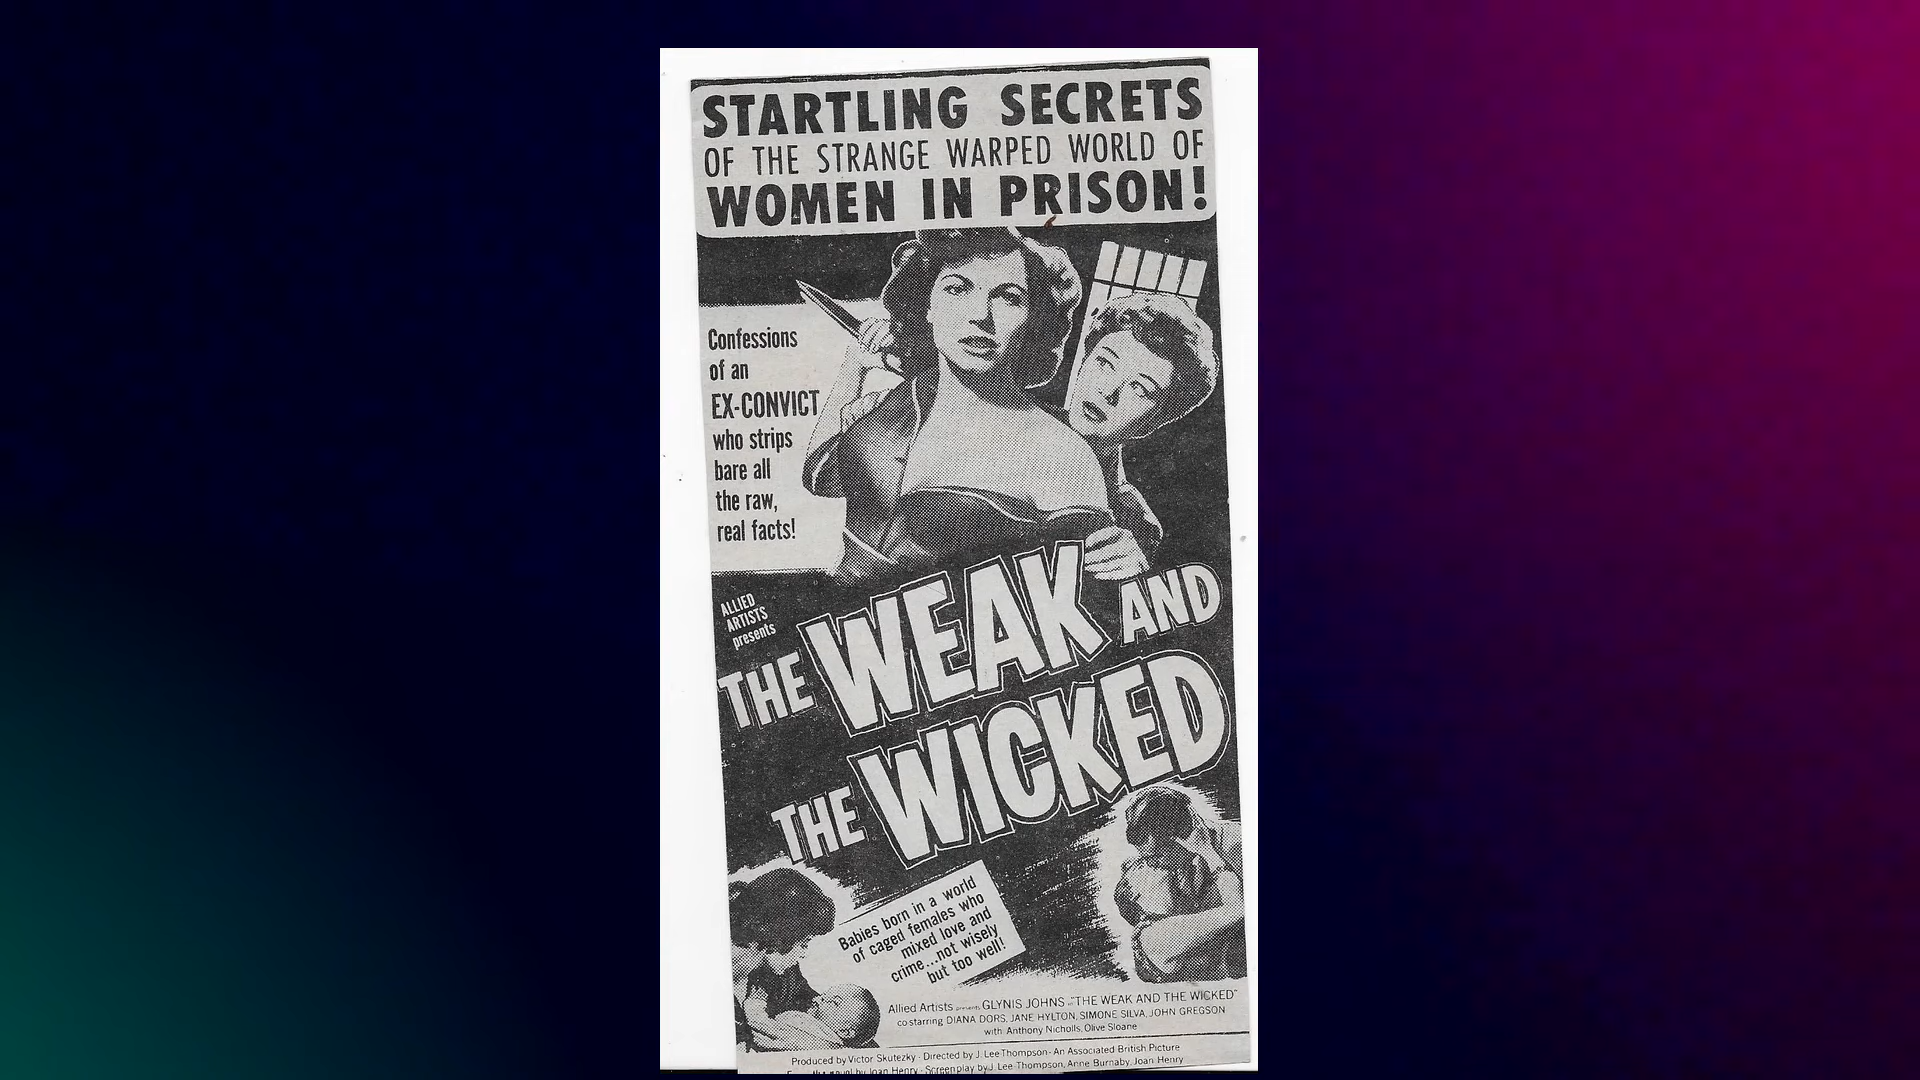 STARTLING SECRETS
OF THE STRANGE WARPED WORLD OF
WOMEN IN PRISON!
Confessions
of an
EX-CONVICT
who strips
bare all
the raw,
real facts!
ALLIED
ARTISTS
presents
THE WEAK AND
THE WICKED
Babies born in a world
of caged females who
mixed love and
crime...not wisely
but too well!
Allied Artists presents GLYNIS JOHNS in "THE WEAK AND THE WICKED"
co starring DIANA DORS, JANE HYLTON, SIMONE SILVA, JOHN GREGSON
with Anthony Nicholls, Olive Sloane
Produced by Victor Skutezky · Directed by J. Lee Thompson · An Associated British Picture
novel by Joan Henry · Screenplay by J. Lee Thompson, Anne Burnaby, Joan Henry